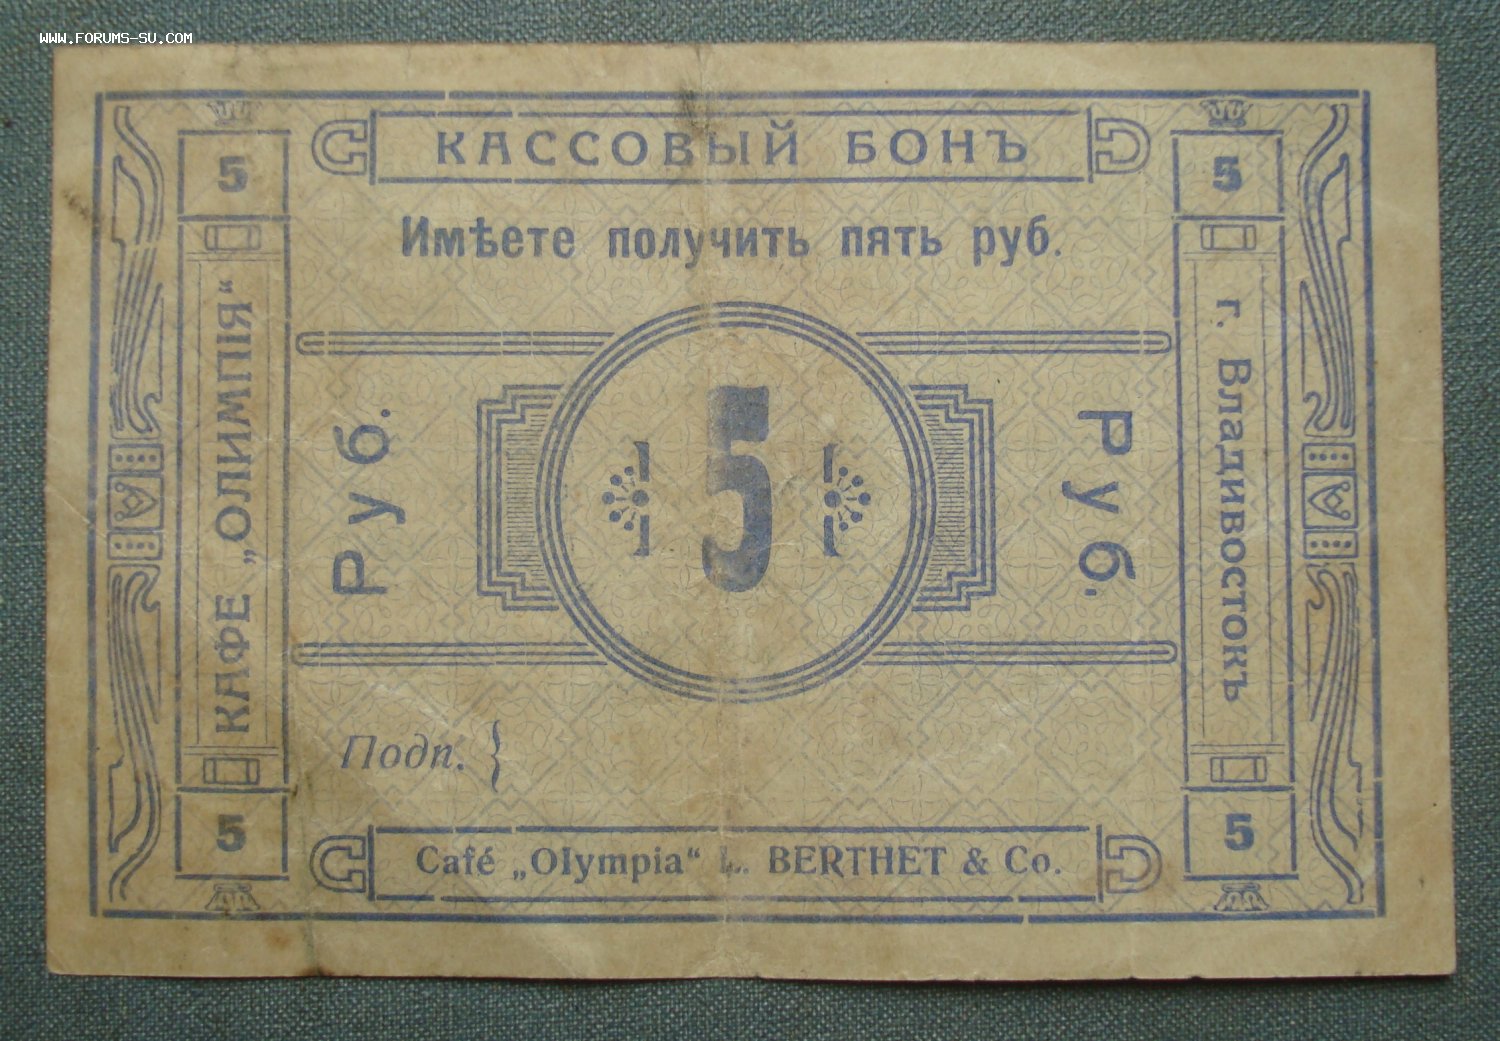 WWW.FORUMS-SU.COM
КАССОВЫЙ БОНЪ
5
5
Имѣете получить пять руб.
КАФЕ „ОЛИМПІЯ“
г. Владивостокъ
Руб.
5
Руб.
Подп.
5
5
Café „Olympia“ L. BERTHET & Co.